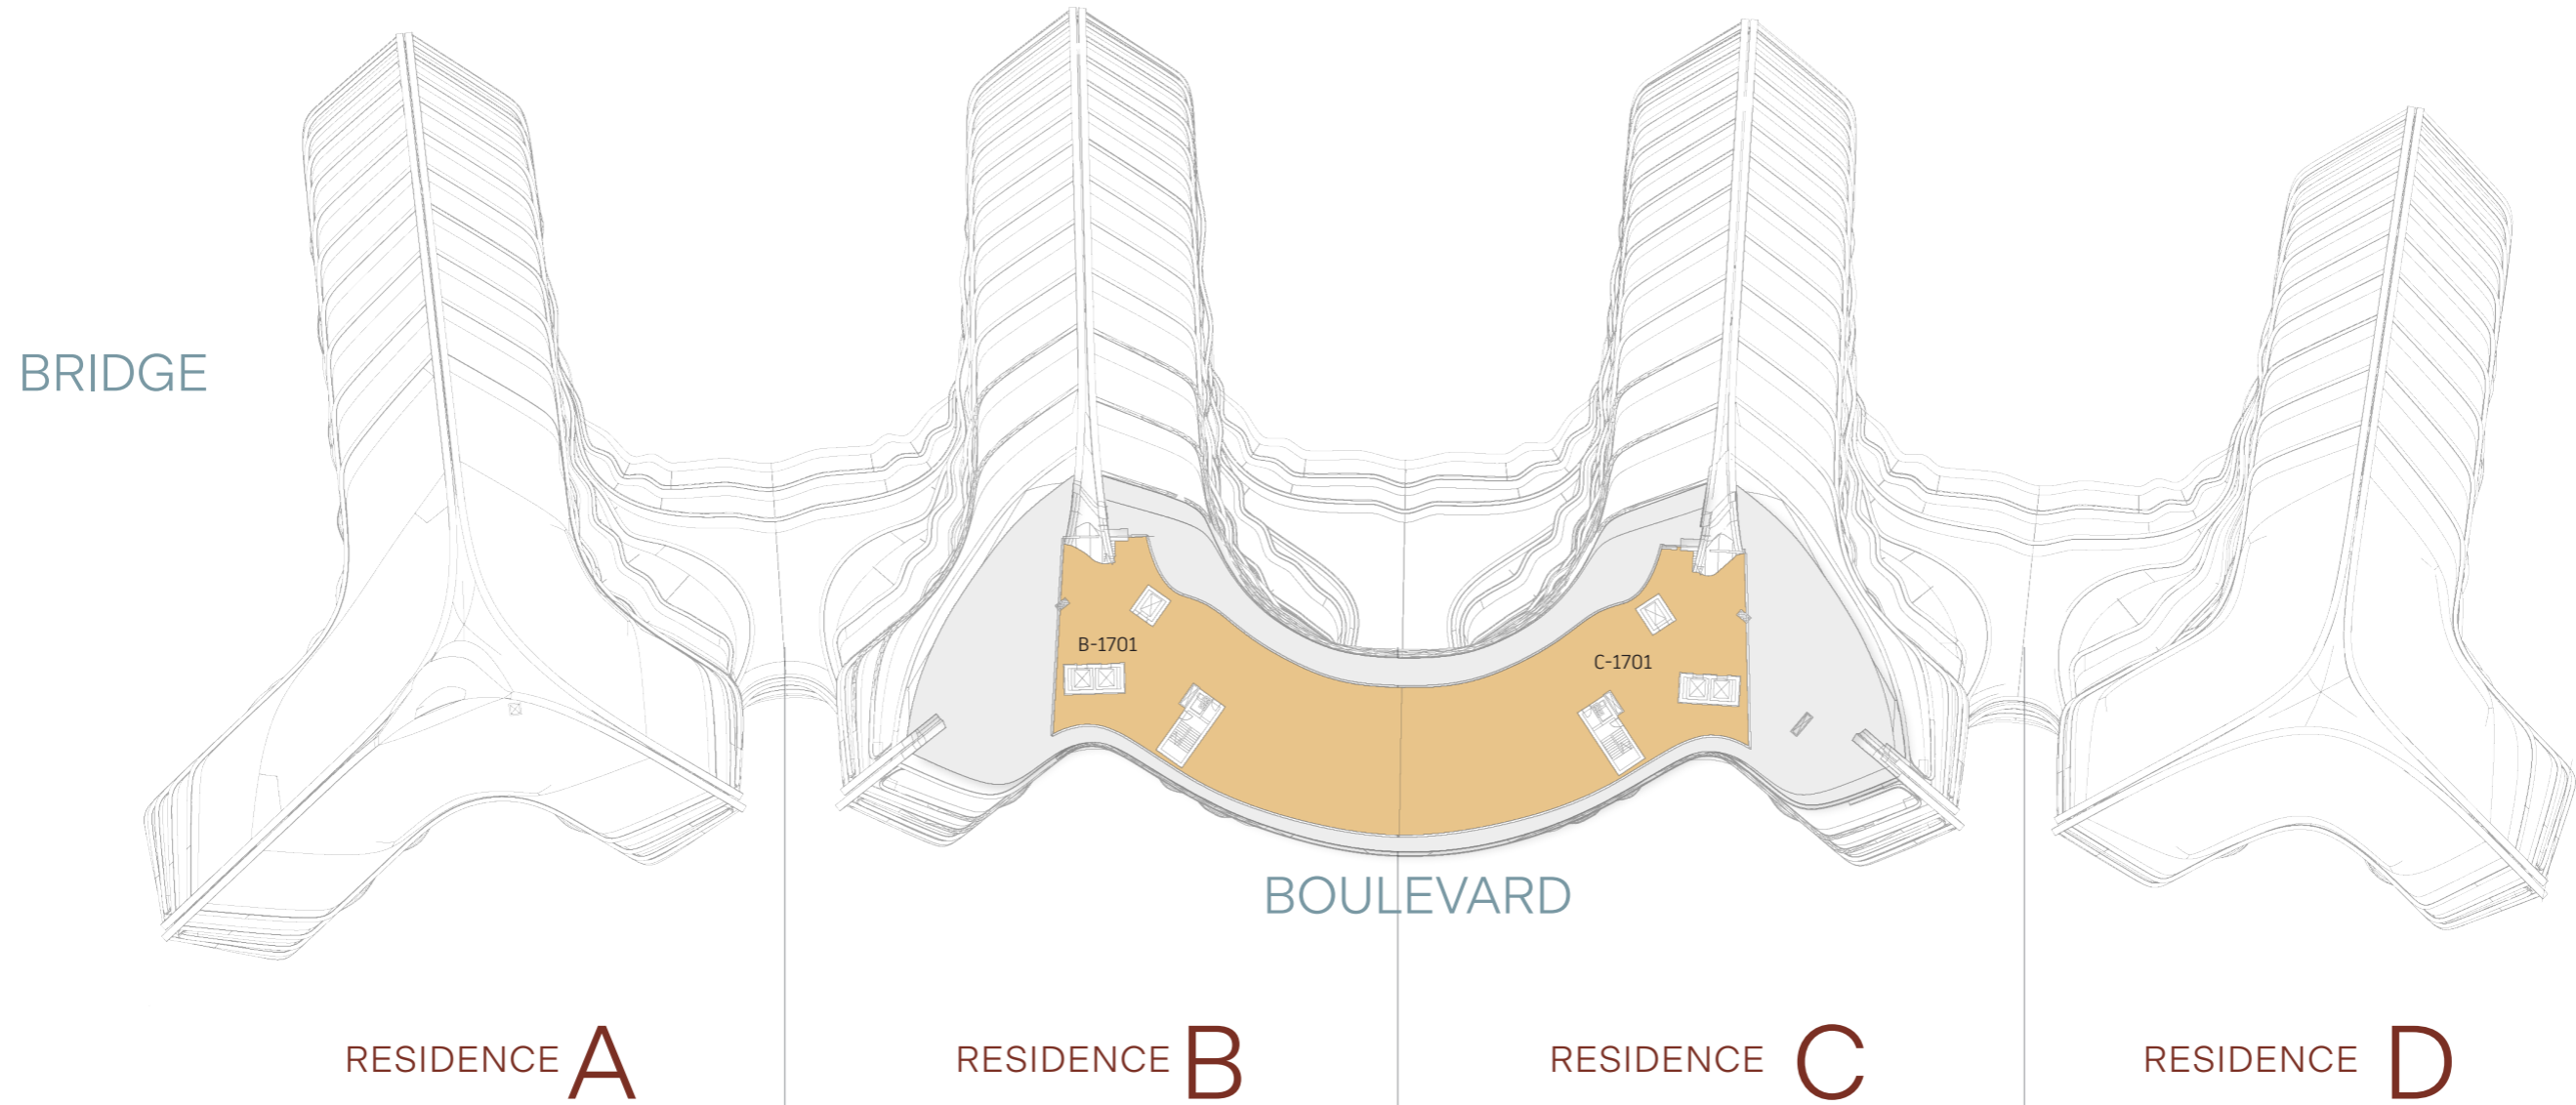 BRIDGE
B-1701
C-1701
BOULEVARD
RESIDENCE A
RESIDENCE B
RESIDENCE C
RESIDENCE D